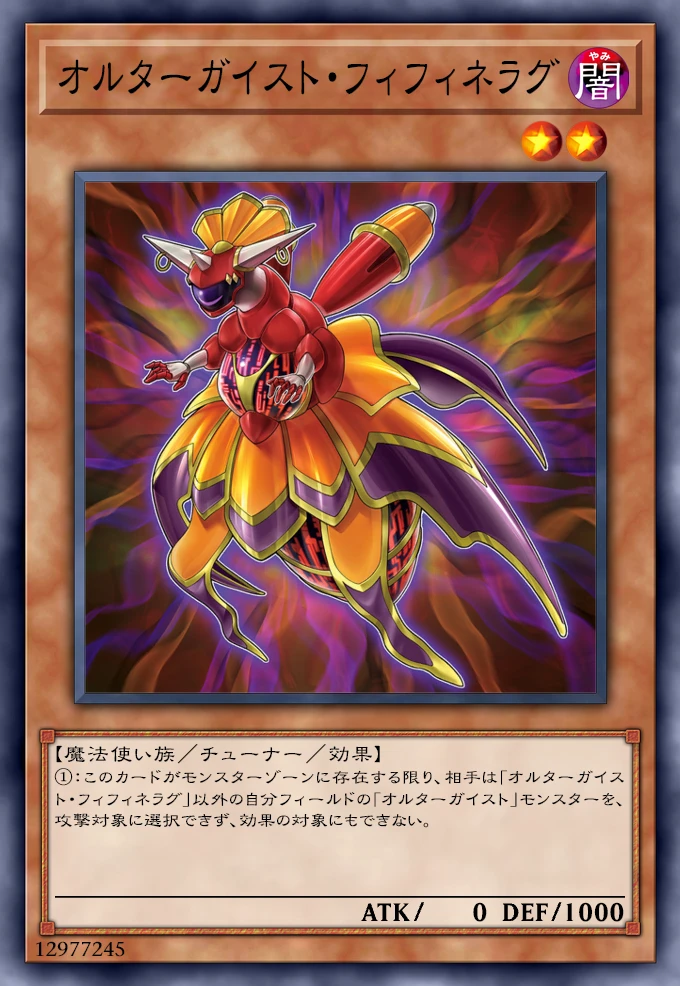 オルターガイスト・フィフィネラグ
やみ
闇
【魔法使い族／チューナー／効果】
①:このカードがモンスターゾーンに存在する限り、相手は「オルターガイス
ト・フィフィネラグ」以外の自分フィールドの「オルターガイスト」モンスターを、
攻撃対象に選択できず、効果の対象にもできない。
ATK/ 0 DEF/1000
12977245